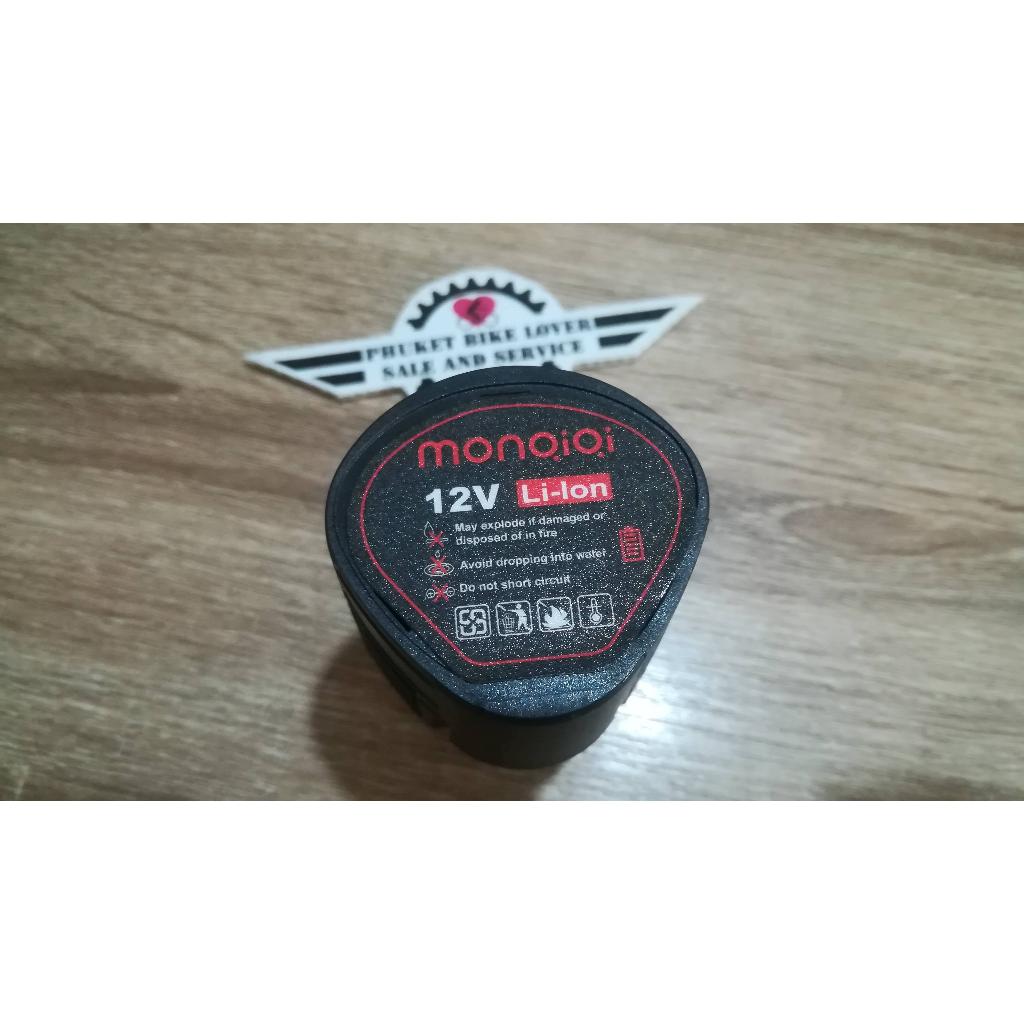 PHUKET BIKE LOVER
SALE AND SERVICE
monqiqi
12V Li-Ion
May explode if damaged or
disposed of in fire
Avoid dropping into water
Do not short circuit